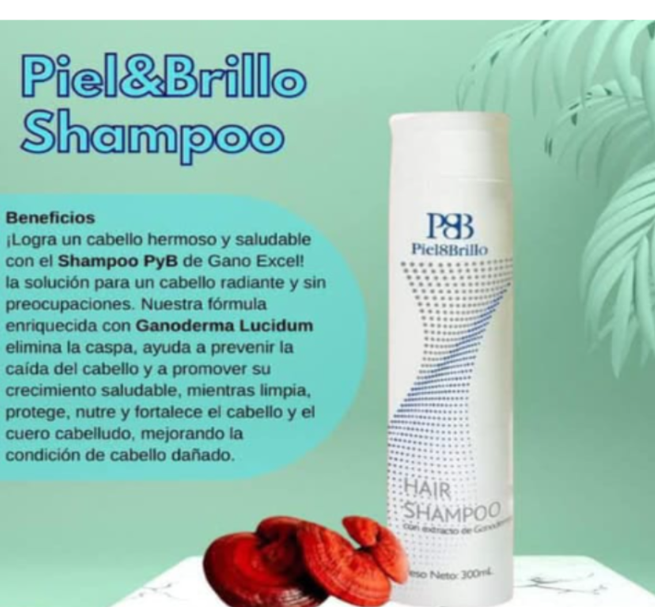 Piel&Brillo
Shampoo
Beneficios
¡Logra un cabello hermoso y saludable
con el Shampoo PyB de Gano Excel!
la solución para un cabello radiante y sin
preocupaciones. Nuestra fórmula
enriquecida con Ganoderma Lucidum
elimina la caspa, ayuda a prevenir la
caída del cabello y a promover su
crecimiento saludable, mientras limpia,
protege, nutre y fortalece el cabello y el
cuero cabelludo, mejorando la
condición de cabello dañado.
P&B
Piel&Brillo
HAIR
SHAMPOO
con extracto de
Neto: 300mL